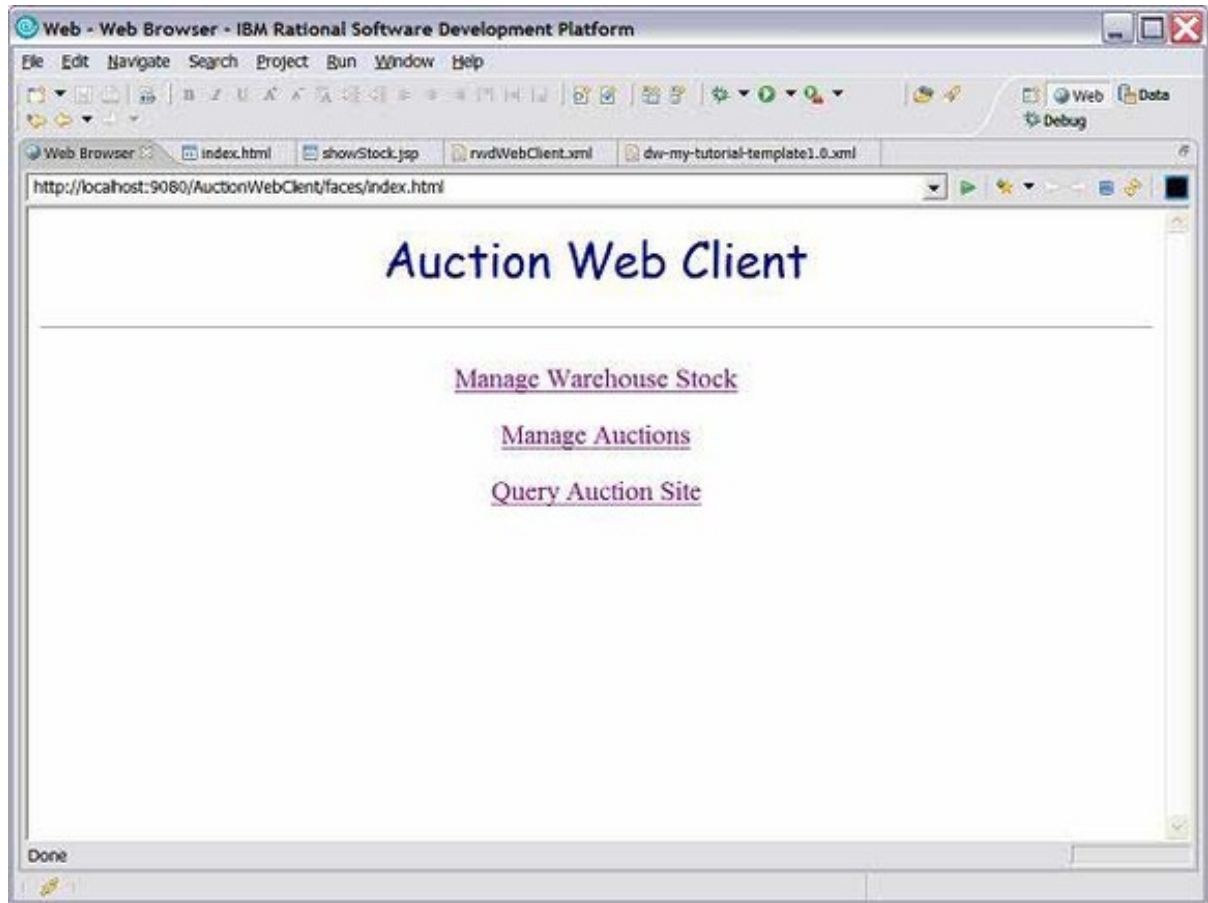 Web - Web Browser - IBM Rational Software Development Platform
File Edit Navigate Search Project Run Window Help
Web Data
Debug
Web Browser index.html showStock.jsp rwdWebClient.xml dw-my-tutorial-template1.0.xml
http://localhost:9080/AuctionWebClient/faces/index.html
Auction Web Client
Manage Warehouse Stock
Manage Auctions
Query Auction Site
Done